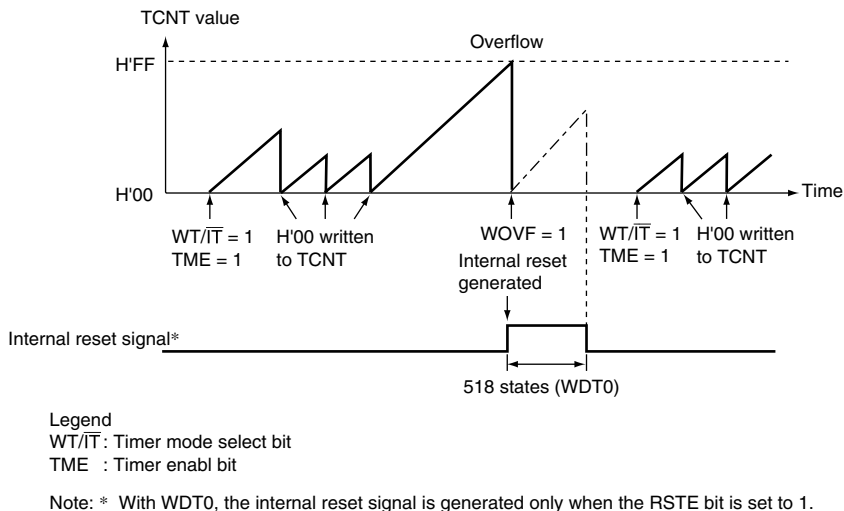 TCNT value
Overflow
H'FF
H'00
Time
WT/IT = 1
TME = 1
H'00 written
to TCNT
WOVF = 1
Internal reset
generated
WT/IT = 1
TME = 1
H'00 written
to TCNT
Internal reset signal*
518 states (WDT0)
Legend
WT/IT : Timer mode select bit
TME : Timer enabl bit
Note: * With WDT0, the internal reset signal is generated only when the RSTE bit is set to 1.